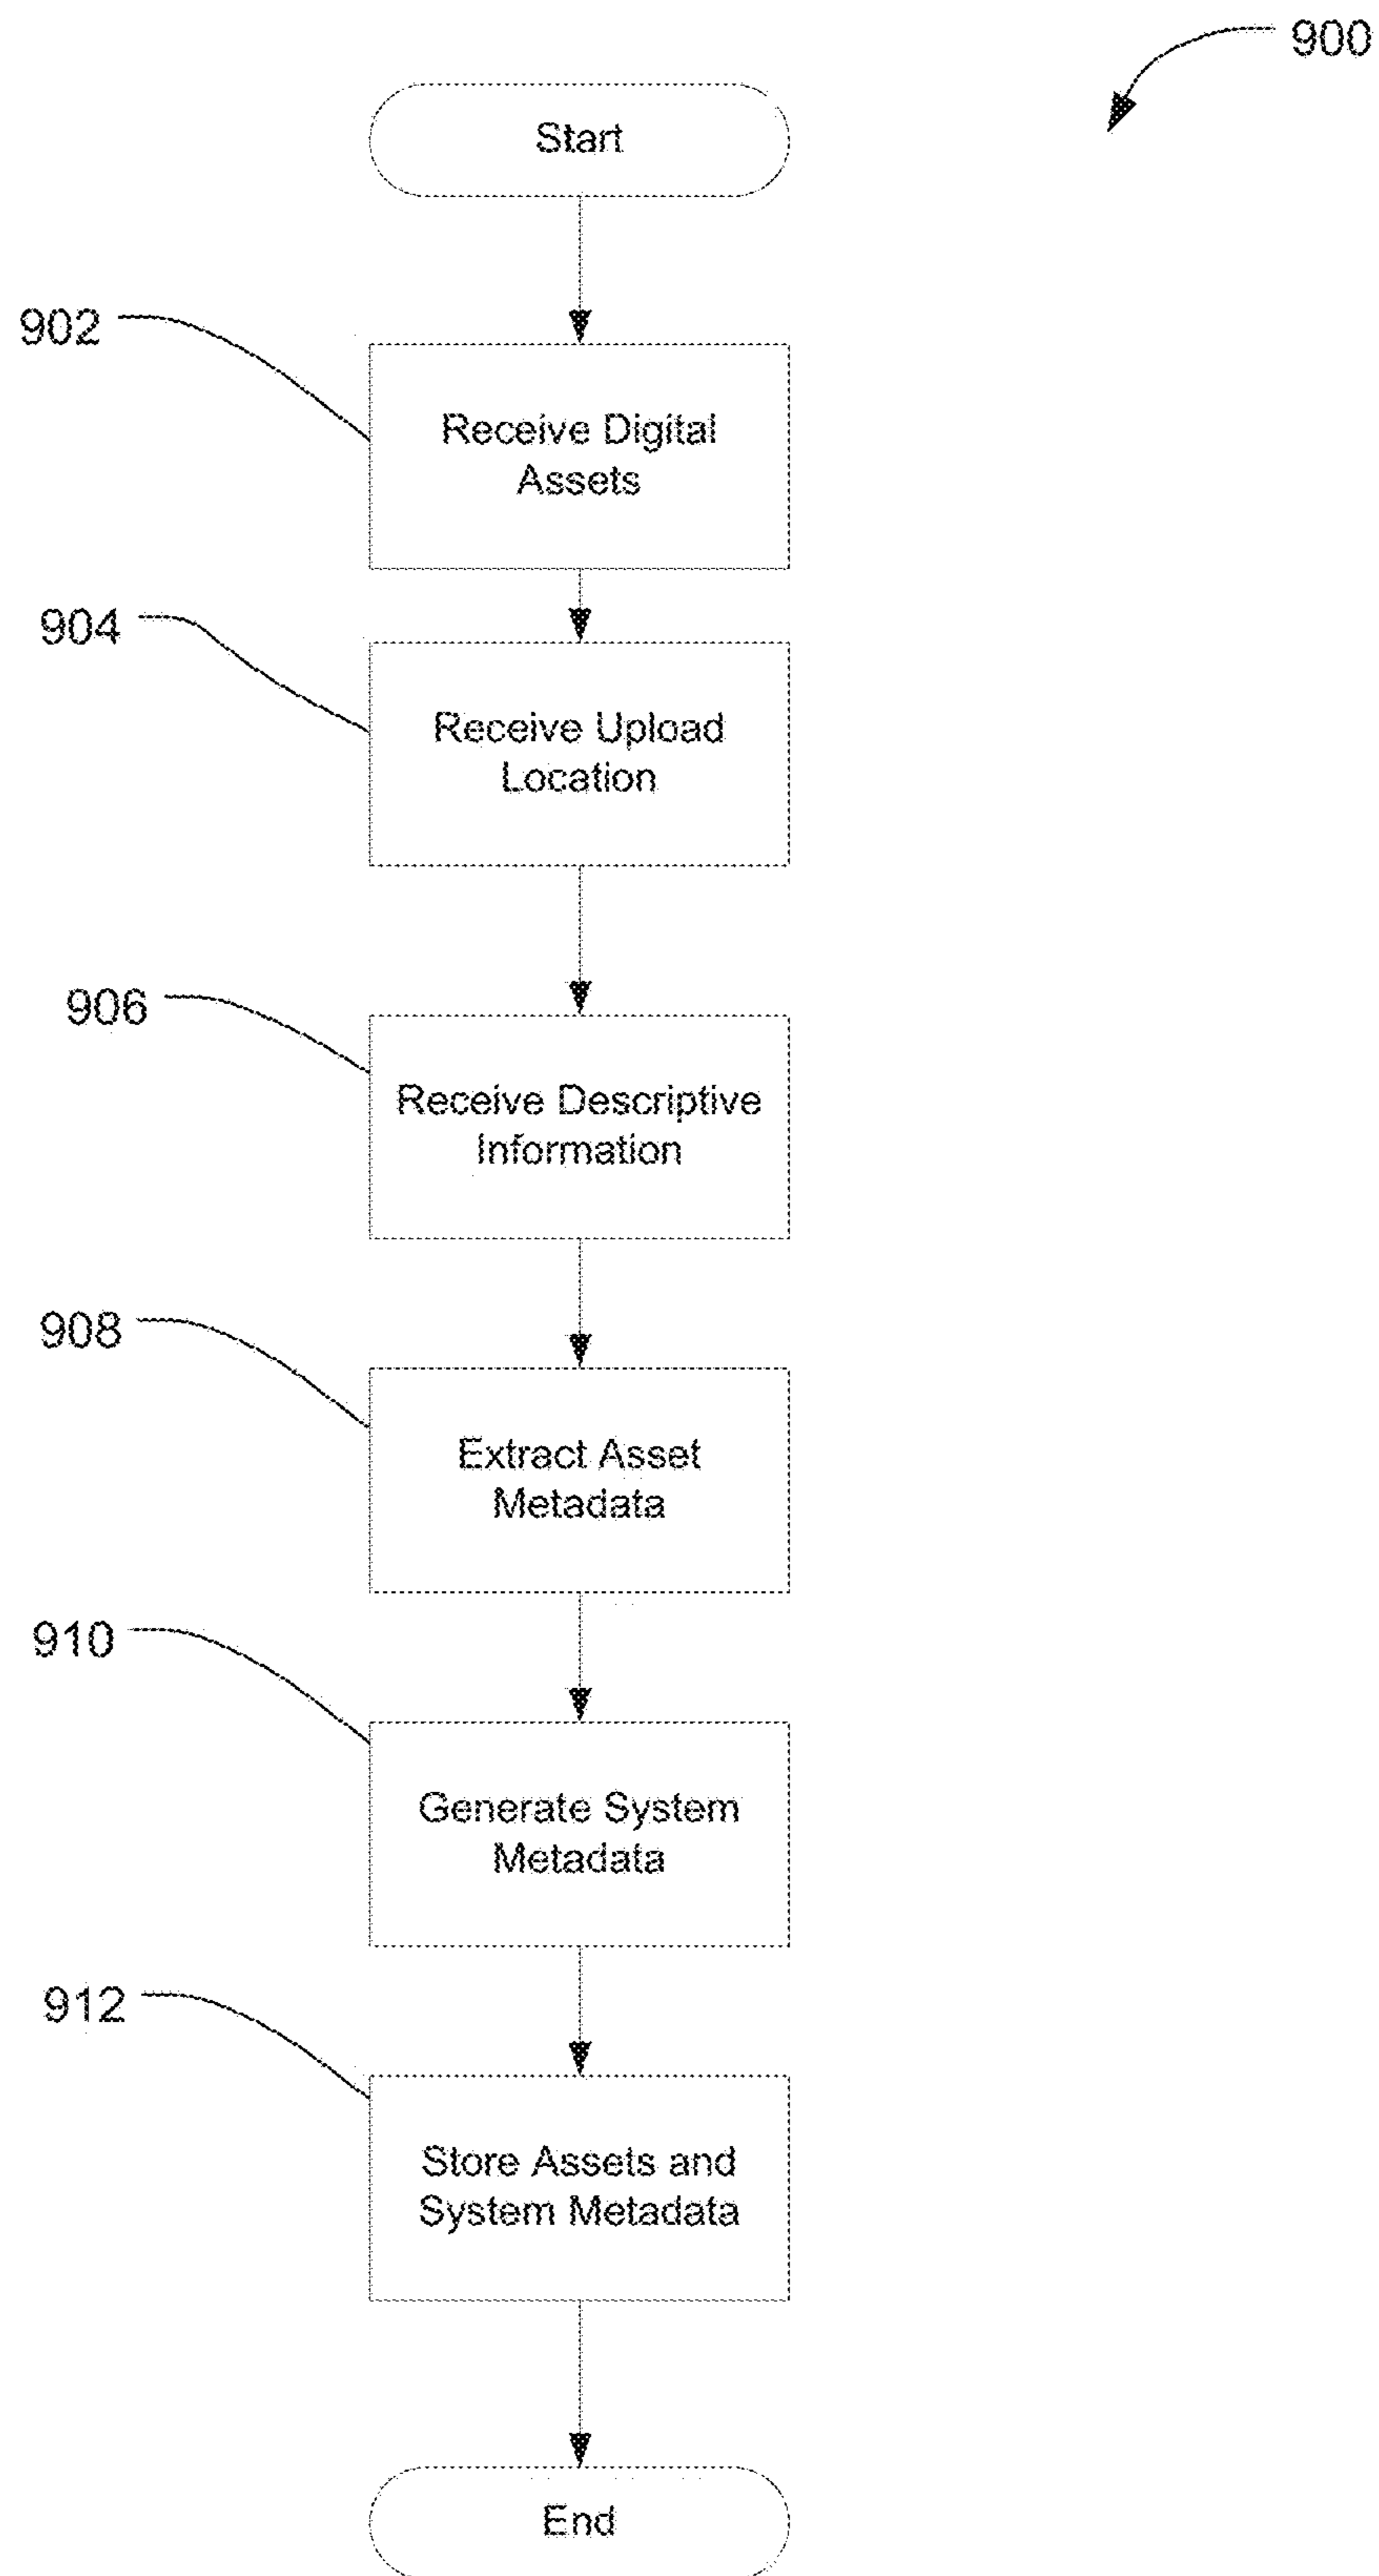 900
Start
902
Receive Digital
Assets
904
Receive Upload
Location
906
Receive Descriptive
Information
908
Extract Asset
Metadata
910
Generate System
Metadata
912
Store Assets and
System Metadata
End